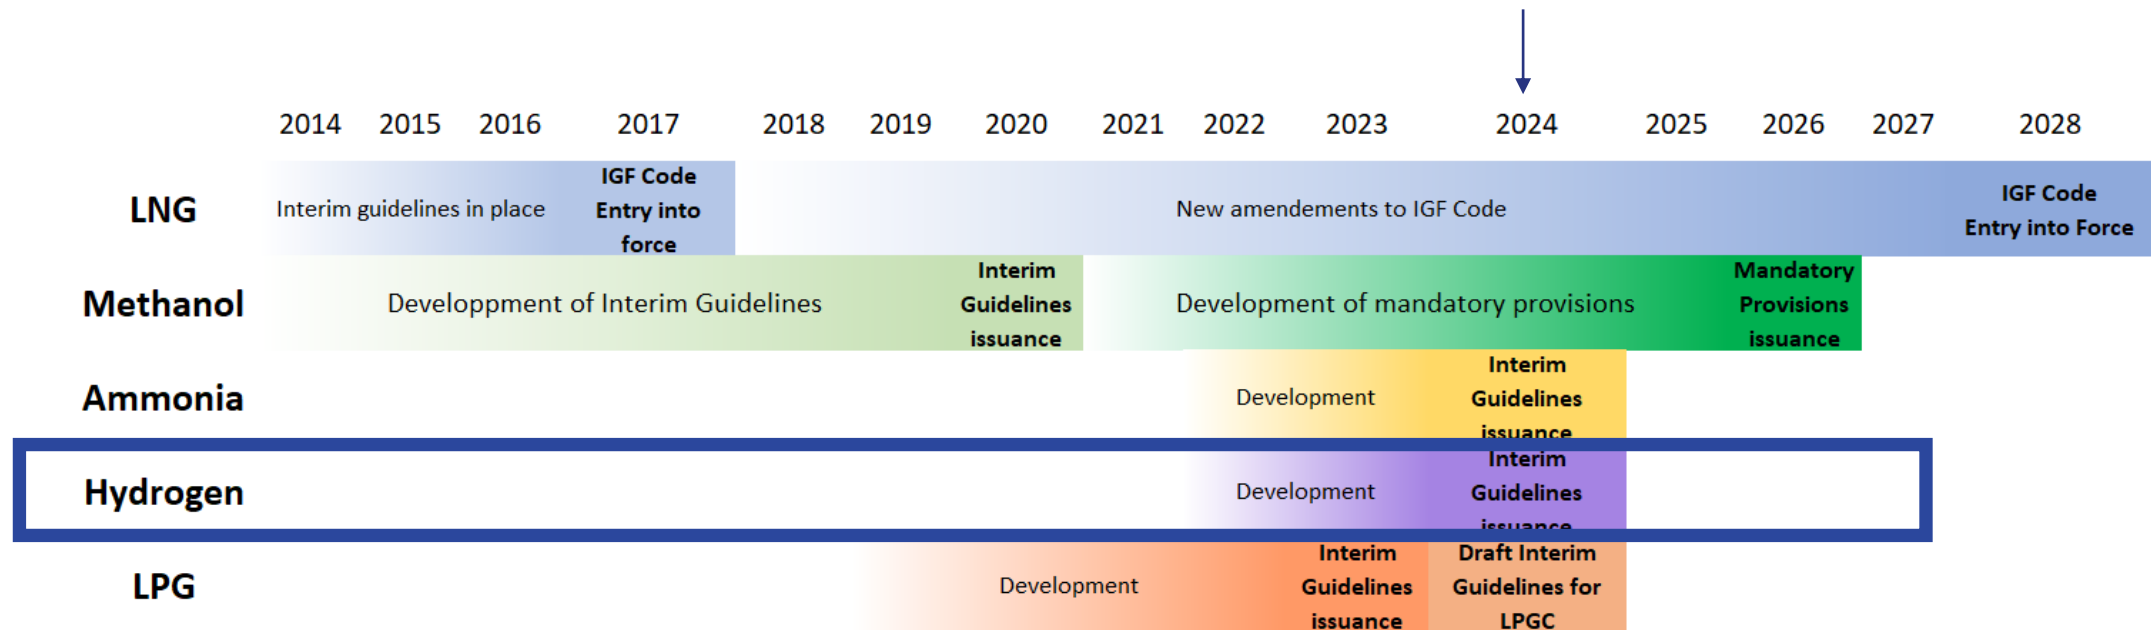 2014 2015 2016 2017 2018 2019 2020 2021 2022 2023 2024 2025 2026 2027 2028
LNG
Interim guidelines in place
IGF Code
Entry into
force
New amendements to IGF Code
IGF Code
Entry into Force
Methanol
Developpment of Interim Guidelines
Interim
Guidelines
issuance
Development of mandatory provisions
Mandatory
Provisions
issuance
Ammonia
Development
Interim
Guidelines
issuance
Hydrogen
Development
Interim
Guidelines
issuance
LPG
Development
Interim
Guidelines
issuance
Draft Interim
Guidelines for
LPGC